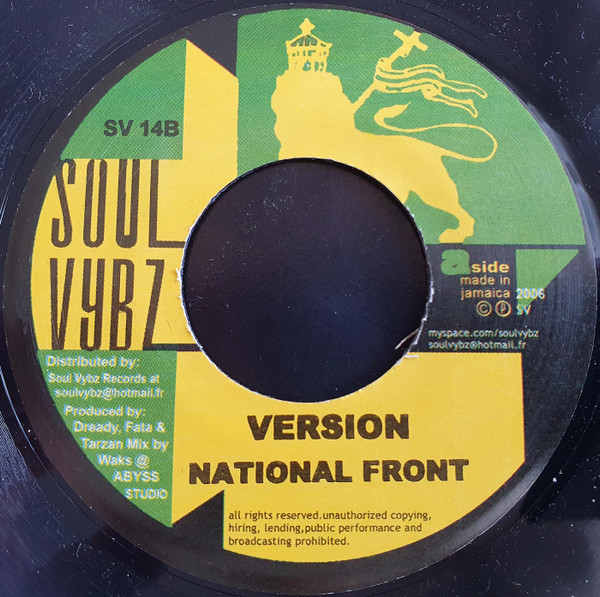 SV 14B
SOUL
VYBZ
a side
made in
jamaica 2006
© ℗ SV
myspace.com/soulvybz
soulvybz@hotmail.fr
Distributed by:
Soul Vybz Records at
soulvybz@hotmail.fr
Produced by:
Dready, Fata &
Tarzan Mix by
Waks @
ABYSS
STUDIO
VERSION
NATIONAL FRONT
all rights reserved.unauthorized copying,
hiring, lending,public performance and
broadcasting prohibited.